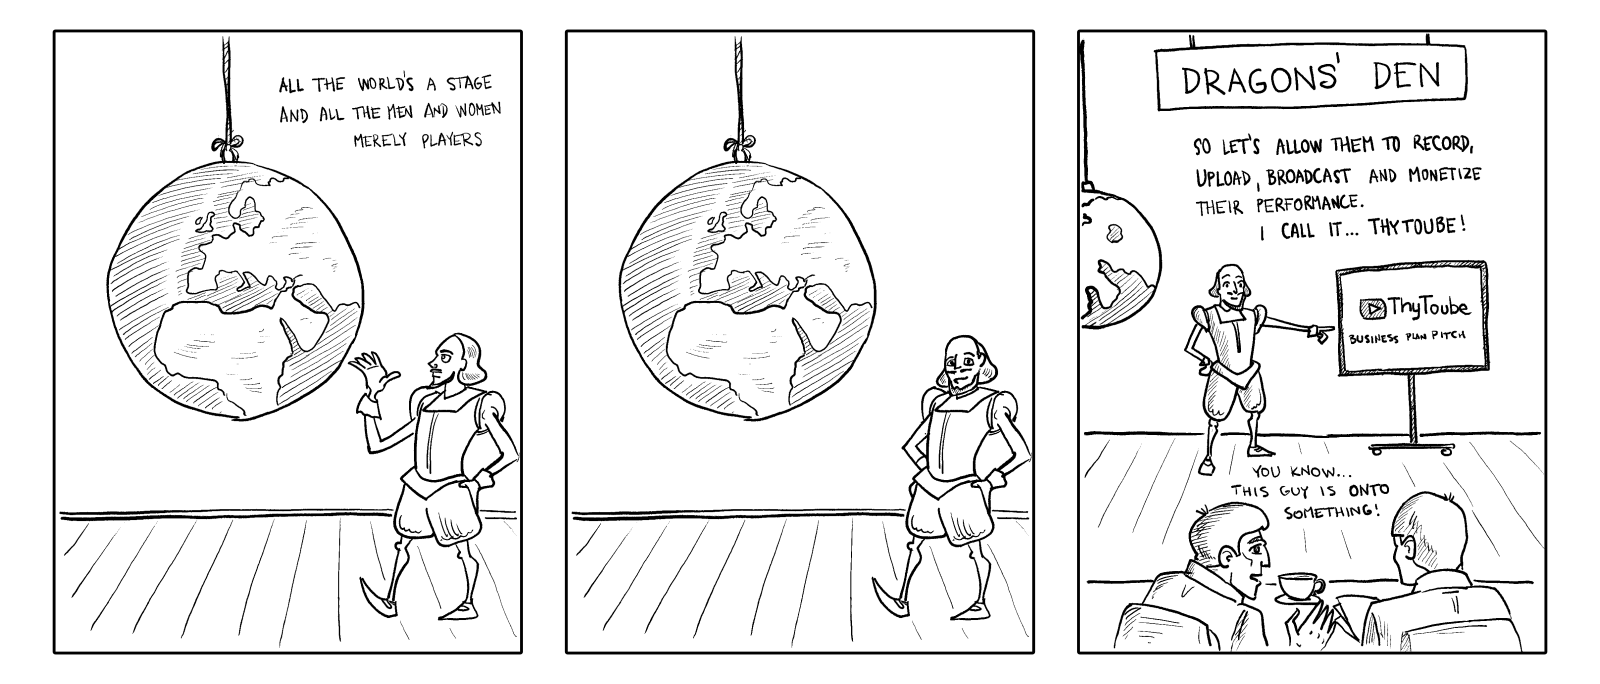 ALL THE WORLD'S A STAGE
AND ALL THE MEN AND WOMEN
MERELY PLAYERS
DRAGONS' DEN
SO LET'S ALLOW THEM TO RECORD,
UPLOAD, BROADCAST AND MONETIZE
THEIR PERFORMANCE.
I CALL IT... THYTOUBE!
ThyToube
BUSINESS PLAN PITCH
YOU KNOW...
THIS GUY IS ONTO
SOMETHING!